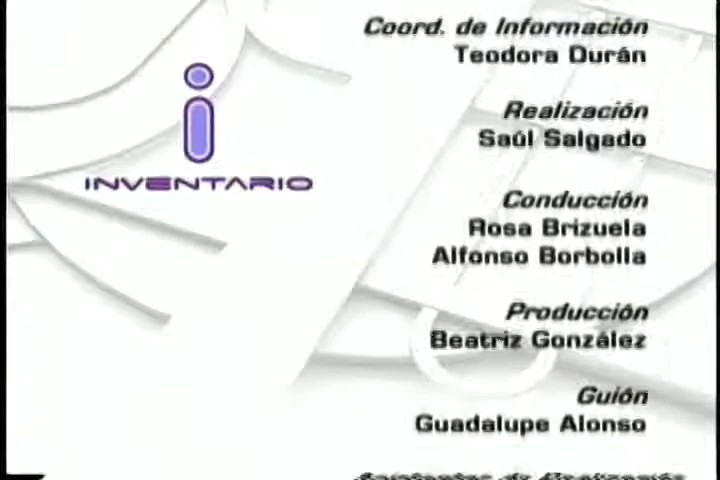 Coord. de Información
Teodora Durán
INVENTARIO
Realización
Saúl Salgado
Conducción
Rosa Brizuela
Alfonso Borbolla
Producción
Beatriz González
Guión
Guadalupe Alonso